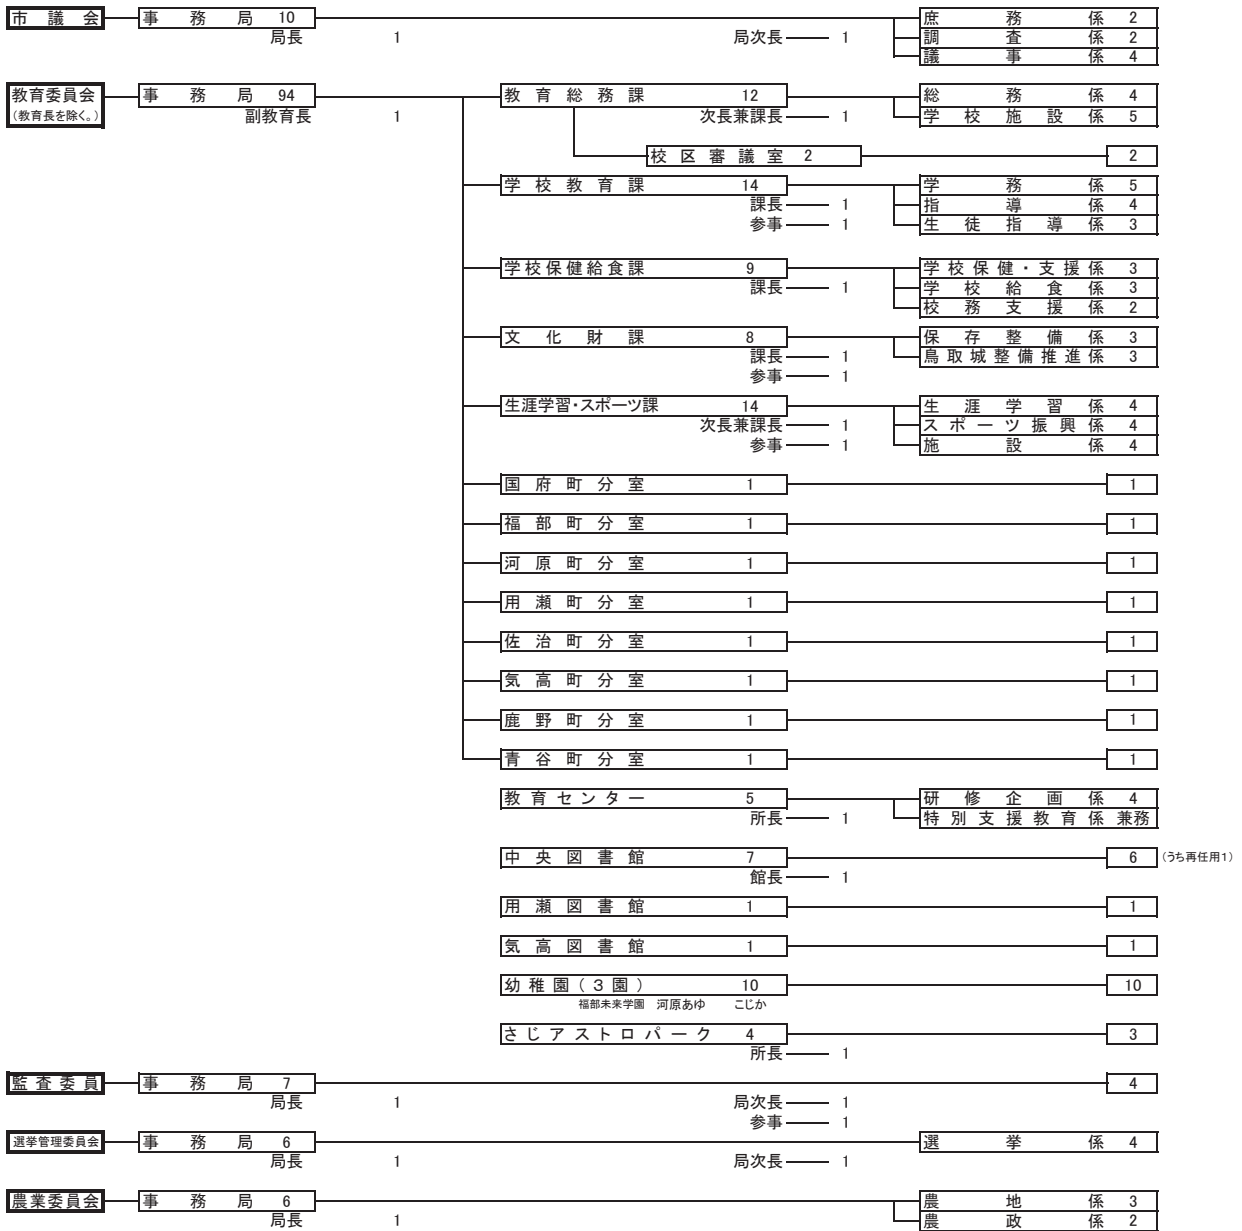 市議会 事務局 10 庶務係 2
局長 1 局次長 1 調査係 2
議事係 4
教育委員会 事務局 94 教育総務課 12 総務係 4
(教育長を除く。) 副教育長 1 次長兼課長 1 学校施設係 5
校区審議室 2 2
学校教育課 14 学務係 5
課長 1 指導係 4
参事 1 生徒指導係 3
学校保健給食課 9 学校保健・支援係 3
課長 1 学校給食係 3
校務支援係 2
文化財課 8 保存整備係 3
課長 1 鳥取城整備推進係 3
参事 1
生涯学習・スポーツ課 14 生涯学習係 4
次長兼課長 1 スポーツ振興係 4
参事 1 施設係 4
国府町分室 1 1
福部町分室 1 1
河原町分室 1 1
用瀬町分室 1 1
佐治町分室 1 1
気高町分室 1 1
鹿野町分室 1 1
青谷町分室 1 1
教育センター 5 研修企画係 4
所長 1 特別支援教育係 兼務
中央図書館 7 6 (うち再任用1)
館長 1
用瀬図書館 1 1
気高図書館 1 1
幼稚園(3園) 10 10
福部未来学園 河原あゆ こじか
さじアストロパーク 4 3
所長 1
監査委員 事務局 7 4
局長 1 局次長 1
参事 1
選挙管理委員会 事務局 6 選挙係 4
局長 1 局次長 1
農業委員会 事務局 6 農地係 3
局長 1 農政係 2